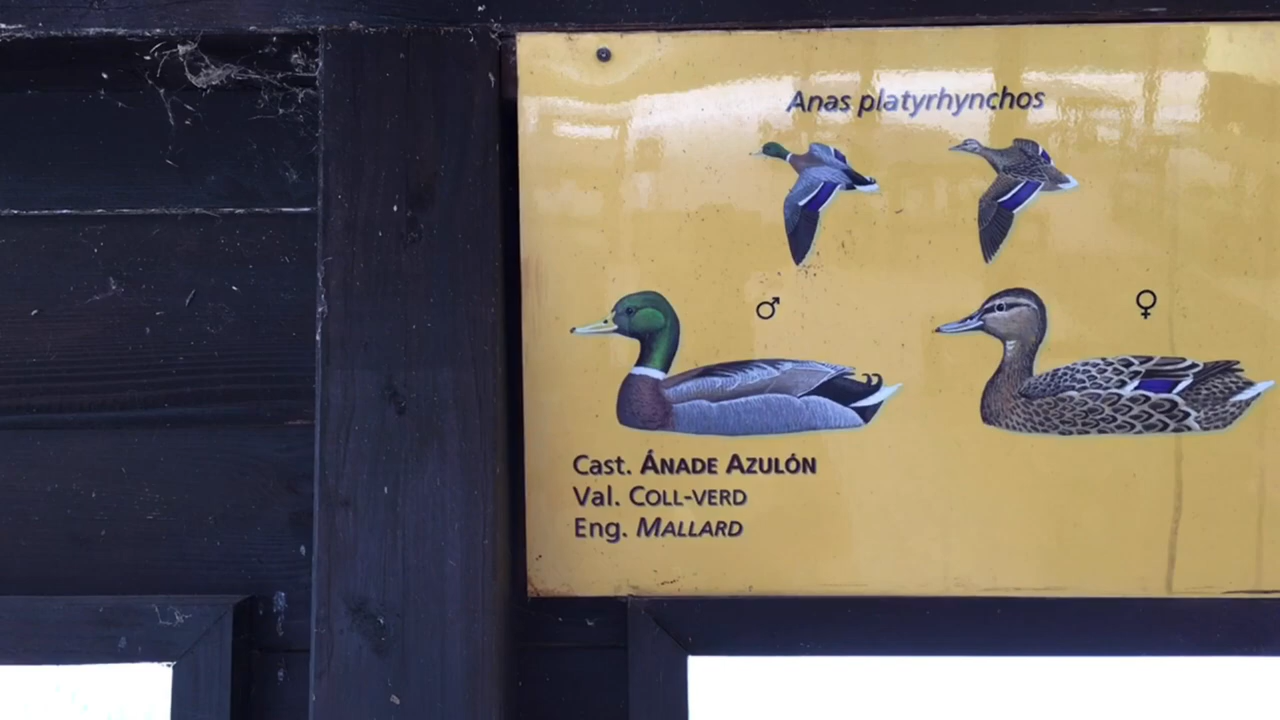 Anas platyrhynchos
♂
♀
Cast. ÁNADE AZULÓN
Val. COLL-VERD
Eng. MALLARD